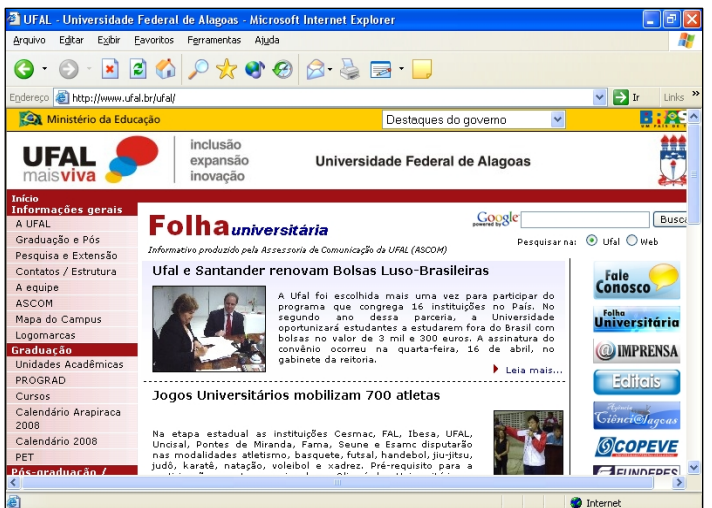 UFAL - Universidade Federal de Alagoas - Microsoft Internet Explorer
Arquivo Editar Exibir Favoritos Ferramentas Ajuda
Endereço http://www.ufal.br/ufal/ Ir Links »
Ministério da Educação Destaques do governo
UFAL
maisviva
inclusão
expansão
inovação
Universidade Federal de Alagoas
Início
Informações gerais
A UFAL
Graduação e Pós
Pesquisa e Extensão
Contatos / Estrutura
A equipe
ASCOM
Mapa do Campus
Logomarcas
Graduação
Unidades Acadêmicas
PROGRAD
Cursos
Calendário Arapiraca
2008
Calendário 2008
PET
Pós-graduação /
Folha universitária
Informativo produzido pela Assessoria de Comunicação da UFAL (ASCOM)
powered by Google Busca
Pesquisar na: Ufal Web
Ufal e Santander renovam Bolsas Luso-Brasileiras
A Ufal foi escolhida mais uma vez para participar do
programa que congrega 16 instituições no País. No
segundo ano dessa parceria, a Universidade
oportunizará estudantes a estudarem fora do Brasil com
bolsas no valor de 3 mil e 300 euros. A assinatura do
convênio ocorreu na quarta-feira, 16 de abril, no
gabinete da reitoria.
Leia mais...
Jogos Universitários mobilizam 700 atletas
Na etapa estadual as instituições Cesmac, FAL, Ibesa, UFAL,
Uncisal, Pontes de Miranda, Fama, Seune e Esamc disputarão
nas modalidades atletismo, basquete, futsal, handebol, jiu-jitsu,
judô, karatê, natação, voleibol e xadrez. Pré-requisito para a
Fale
Conosco
Folha
Universitária
@ IMPRENSA
Editais
Agência
Ciênci@lagoas
COPEVE
FUNDEPES
Internet